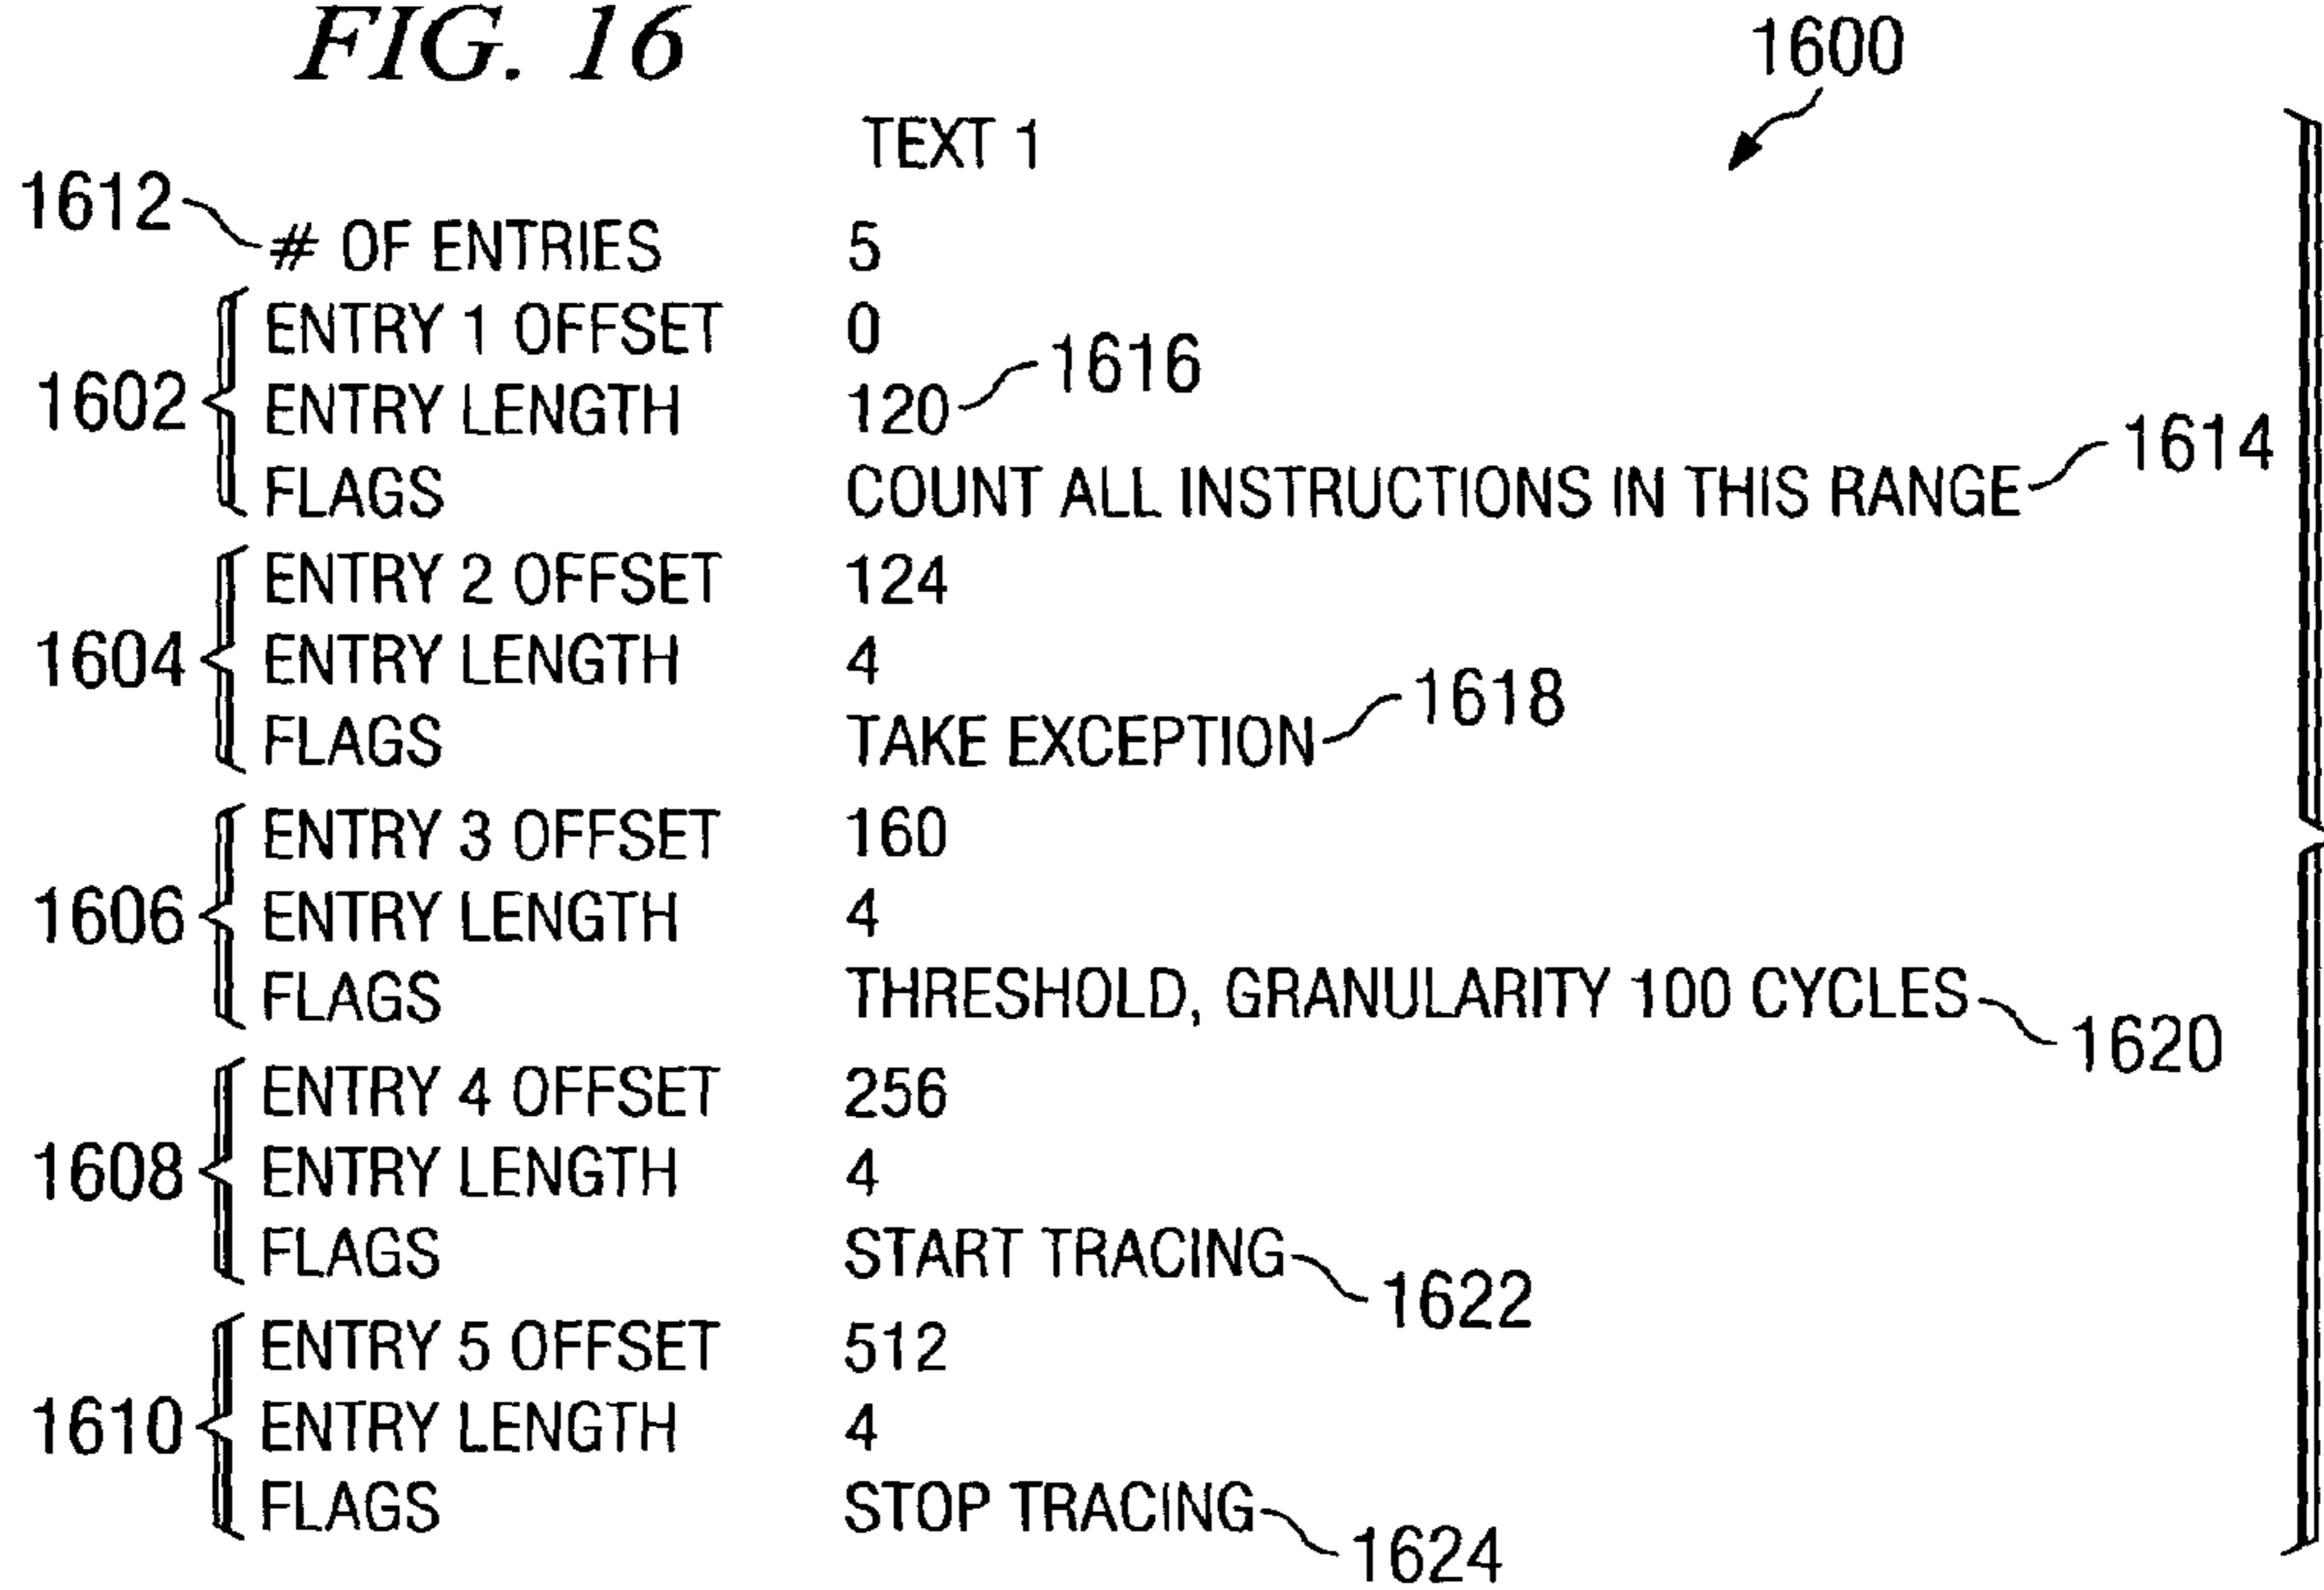 FIG. 16
1600
TEXT 1
1612
# OF ENTRIES 5
ENTRY 1 OFFSET 0
1616
1602 ENTRY LENGTH 120
1614
FLAGS COUNT ALL INSTRUCTIONS IN THIS RANGE
ENTRY 2 OFFSET 124
1604 ENTRY LENGTH 4
1618
FLAGS TAKE EXCEPTION
ENTRY 3 OFFSET 160
1606 ENTRY LENGTH 4
FLAGS THRESHOLD, GRANULARITY 100 CYCLES
1620
ENTRY 4 OFFSET 256
1608 ENTRY LENGTH 4
FLAGS START TRACING
1622
ENTRY 5 OFFSET 512
1610 ENTRY LENGTH 4
FLAGS STOP TRACING
1624